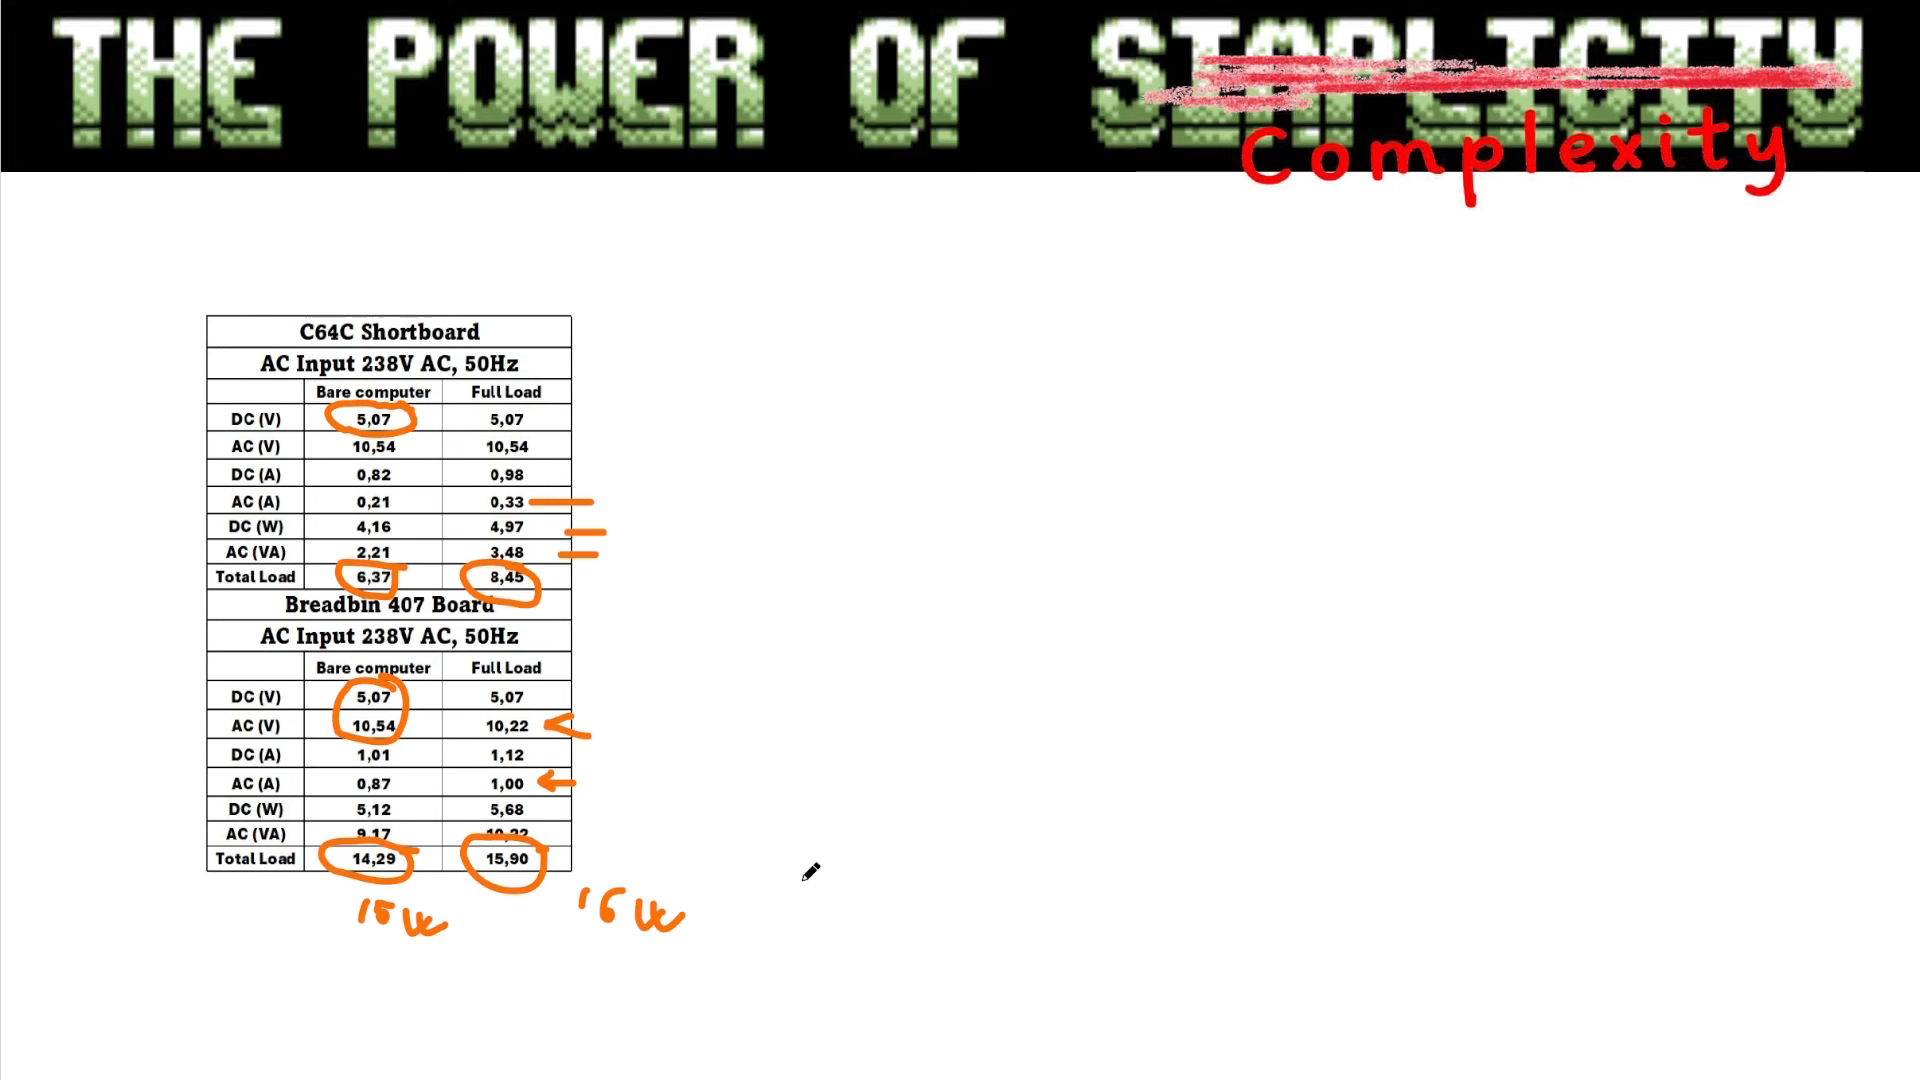 THE POWER OF SIMPLICITY
Complexity
C64C Shortboard
AC Input 238V AC, 50Hz
Bare computer Full Load
DC (V) 5,07 5,07
AC (V) 10,54 10,54
DC (A) 0,82 0,98
AC (A) 0,21 0,33
DC (W) 4,16 4,97
AC (VA) 2,21 3,48
Total Load 6,37 8,45
Breadbin 407 Board
AC Input 238V AC, 50Hz
Bare computer Full Load
DC (V) 5,07 5,07
AC (V) 10,54 10,22
DC (A) 1,01 1,12
AC (A) 0,87 1,00
DC (W) 5,12 5,68
AC (VA) 9,17 10,22
Total Load 14,29 15,90
15 W 16 W